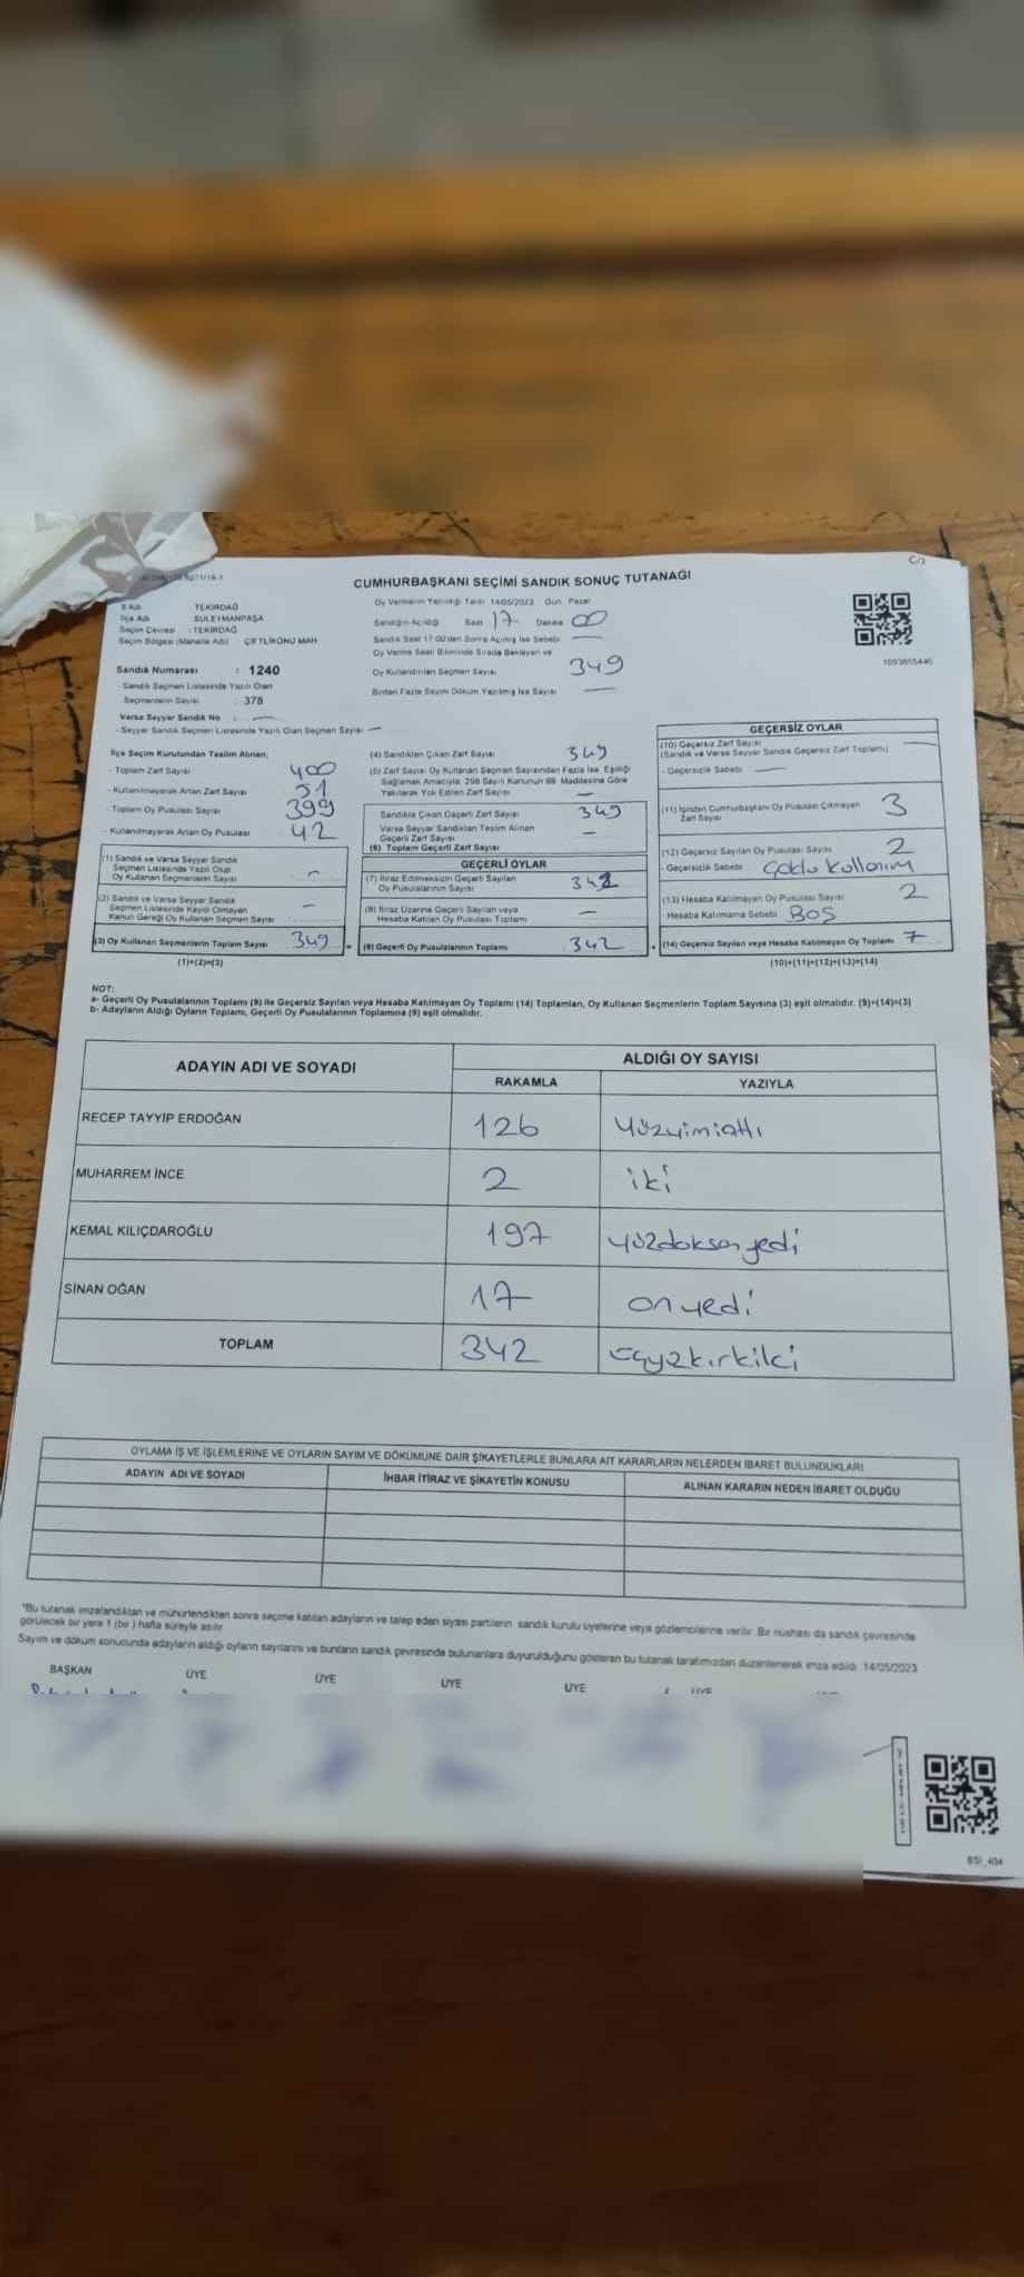 CUMHURBAŞKANI SEÇİMİ SANDIK SONUÇ TUTANAĞI
İl Adı TEKİRDAĞ
İlçe Adı SÜLEYMANPAŞA
Seçim Çevresi : TEKİRDAĞ
Seçim Bölgesi (Mahalle Adı) ÇİFTLİKÖNÜ MAH
Sandık Numarası : 1240
Sandık Seçmen Listesinde Yazılı Olan
Seçmenlerin Sayısı : 378
Varsa Seyyar Sandık No : —
- Seyyar Sandık Seçmen Listesinde Yazılı Olan Seçmen Sayısı —
Oy Vermenin Yapıldığı Tarih 14/05/2023 Gün Pazar
Sandığın Açıldığı Saat 17 Dakika 00
Sandık Saat 17.00'den Sonra Açılmış İse Sebebi —
Oy Verme Saati Bitiminde Sırada Bekleyen ve
Oy Kullandırılan Seçmen Sayısı 349
Birden Fazla Sayım Döküm Yapılmış İse Sayısı —
1093855446
İlçe Seçim Kurulundan Teslim Alınan;
- Toplam Zarf Sayısı 400
- Kullanılmayarak Artan Zarf Sayısı 51
- Toplam Oy Pusulası Sayısı 399
- Kullanılmayarak Artan Oy Pusulası 42
(1) Sandık ve Varsa Seyyar Sandık
Seçmen Listesinde Yazılı Olup
Oy Kullanan Seçmenlerin Sayısı —
(2) Sandık ve Varsa Seyyar Sandık
Seçmen Listesinde Kayıtlı Olmayan
Kanun Gereği Oy Kullanan Seçmen Sayısı —
(3) Oy Kullanan Seçmenlerin Toplam Sayısı 349
(1)+(2)=(3)
(4) Sandıktan Çıkan Zarf Sayısı 349
(5) Zarf Sayısı Oy Kullanan Seçmen Sayısından Fazla İse, Eşitliği
Sağlamak Amacıyla, 298 Sayılı Kanunun 98. Maddesine Göre
Yakılarak Yok Edilen Zarf Sayısı —
Sandıkta Çıkan Geçerli Zarf Sayısı 349
Varsa Seyyar Sandıktan Teslim Alınan
Geçerli Zarf Sayısı —
(6) Toplam Geçerli Zarf Sayısı
GEÇERLİ OYLAR
(7) İtiraz Edilmeksizin Geçerli Sayılan
Oy Pusulalarının Sayısı 342
(8) İtiraz Üzerine Geçerli Sayılan veya
Hesaba Katılan Oy Pusulası Toplamı —
(9) Geçerli Oy Pusulalarının Toplamı 342
GEÇERSİZ OYLAR
(10) Geçersiz Zarf Sayısı
(Sandık ve Varsa Seyyar Sandık Geçersiz Zarf Toplamı) —
- Geçersizlik Sebebi —
(11) İçinden Cumhurbaşkanı Oy Pusulası Çıkmayan
Zarf Sayısı 3
(12) Geçersiz Sayılan Oy Pusulası Sayısı 2
- Geçersizlik Sebebi Çoklu kullanım
(13) Hesaba Katılmayan Oy Pusulası Sayısı 2
- Hesaba Katılmama Sebebi BOŞ
(14) Geçersiz Sayılan veya Hesaba Katılmayan Oy Toplamı 7
(10)+(11)+(12)+(13)=(14)
NOT:
a- Geçerli Oy Pusulalarının Toplamı (9) ile Geçersiz Sayılan veya Hesaba Katılmayan Oy Toplamı (14) Toplamları, Oy Kullanan Seçmenlerin Toplam Sayısına (3) eşit olmalıdır. (9)+(14)=(3)
b- Adayların Aldığı Oyların Toplamı, Geçerli Oy Pusulalarının Toplamına (9) eşit olmalıdır.
ADAYIN ADI VE SOYADI ALDIĞI OY SAYISI
RAKAMLA YAZIYLA
RECEP TAYYİP ERDOĞAN 126 yüzyimialtı
MUHARREM İNCE 2 iki
KEMAL KILIÇDAROĞLU 197 yüzdoksanyedi
SİNAN OĞAN 17 onyedi
TOPLAM 342
OYLAMA İŞ VE İŞLEMLERİNE VE OYLARIN SAYIM VE DÖKÜMÜNE DAİR ŞİKAYETLERLE BUNLARA AİT KARARLARIN NELERDEN İBARET BULUNDUKLARI
ADAYIN ADI VE SOYADI İHBAR İTİRAZ VE ŞİKAYETİN KONUSU ALINAN KARARIN NEDEN İBARET OLDUĞU
*Bu tutanak imzalandıktan ve mühürlendikten sonra seçime katılan adayların ve talep eden siyasi partilerin sandık kurulu üyelerine veya gözlemcilerine verilir. Bir nüshası da sandık çevresinde
görülecek bir yere 1 (bir) hafta süreyle asılır
Sayım ve döküm sonucunda adayların aldığı oyların sayılarını ve bunların sandık çevresinde bulunanlara duyurulduğunu gösteren bu tutanak tarafımızdan düzenlenerek imza edildi. 14/05/2023
BAŞKAN ÜYE ÜYE ÜYE ÜYE ÜYE